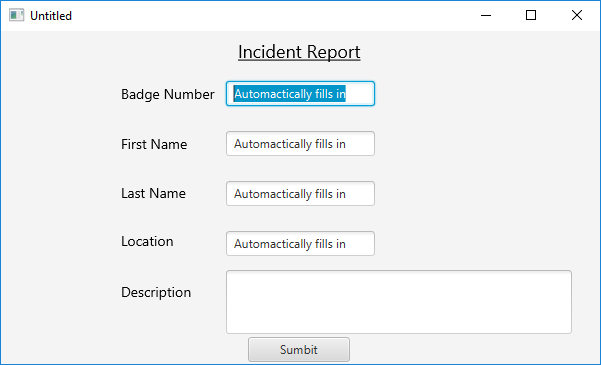 Untitled
Incident Report
Badge Number Automactically fills in
First Name Automactically fills in
Last Name Automactically fills in
Location Automactically fills in
Description
Sumbit